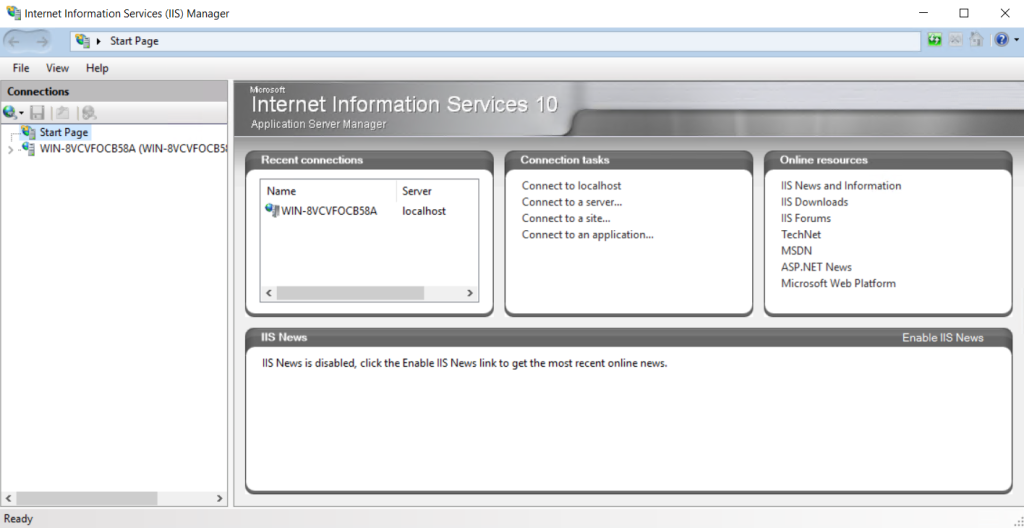 Internet Information Services (IIS) Manager
Start Page
File View Help
Connections
Start Page
WIN-8VCVFOCB58A (WIN-8VCVFOCB58
Microsoft
Internet Information Services 10
Application Server Manager
Recent connections
Name Server
WIN-8VCVFOCB58A localhost
Connection tasks
Connect to localhost
Connect to a server...
Connect to a site...
Connect to an application...
Online resources
IIS News and Information
IIS Downloads
IIS Forums
TechNet
MSDN
ASP.NET News
Microsoft Web Platform
IIS News Enable IIS News
IIS News is disabled, click the Enable IIS News link to get the most recent online news.
Ready